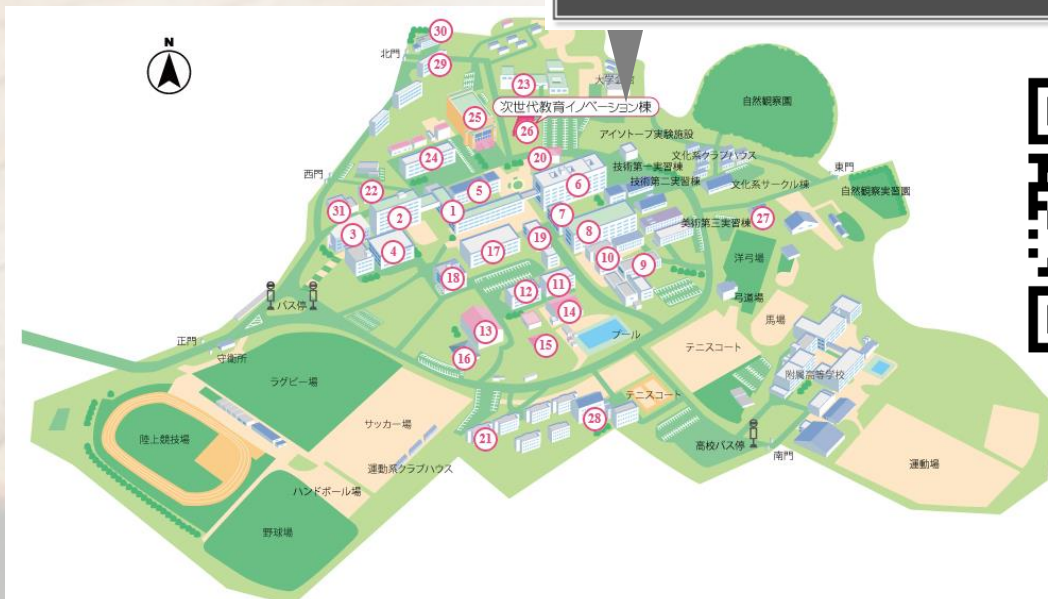 N
30
北門
29
23
大学会館
次世代教育イノベーション棟
25
26
自然観察園
アイソトープ実験施設
24
20
技術第一実習棟
文化系クラブハウス
西門
22
5
6
技術第二実習棟
文化系サークル棟
東門
自然観察実習園
31
2
1
7
美術第三実習棟
27
3
4
17
19
8
18
10
9
洋弓場
12
11
弓道場
バス停
14
馬場
13
プール
正門
守衛所
16
15
テニスコート
附属高等学校
ラグビー場
テニスコート
サッカー場
28
陸上競技場
21
高校バス停
運動系クラブハウス
南門
運動場
ハンドボール場
野球場